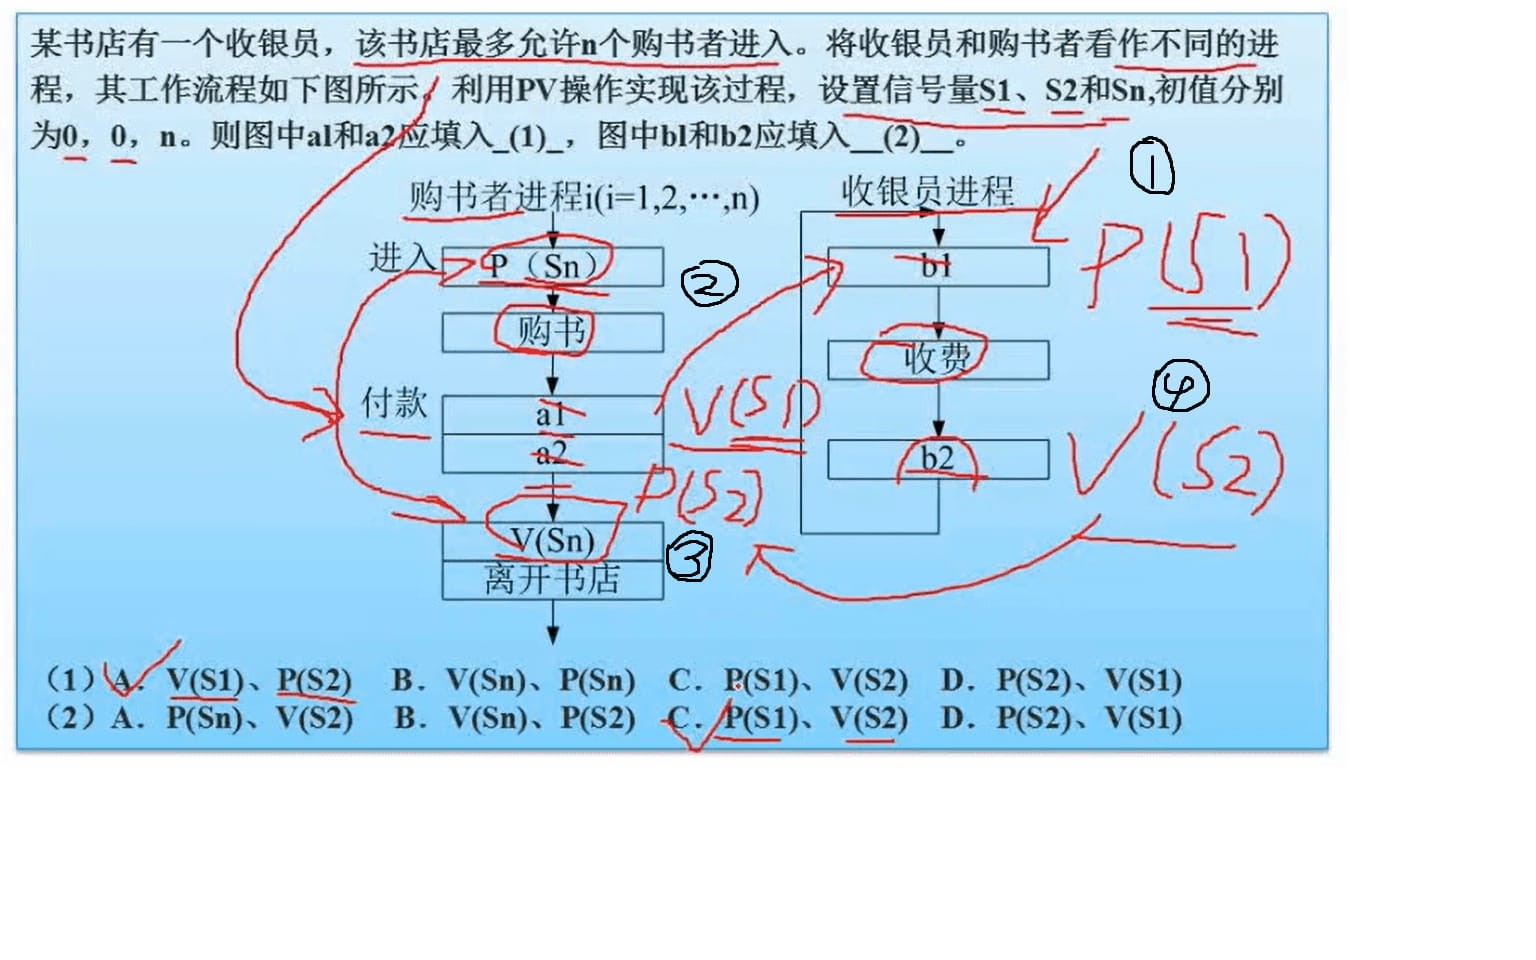 某书店有一个收银员，该书店最多允许n个购书者进入。将收银员和购书者看作不同的进
程，其工作流程如下图所示。利用PV操作实现该过程，设置信号量S1、S2和Sn,初值分别
为0，0，n。则图中a1和a2应填入_(1)_，图中b1和b2应填入__(2)__。
①
购书者进程i(i=1,2,···,n)
收银员进程
进入
P（Sn）
②
b1
P(S1)
购书
收费
付款
a1
V(S1)
④
a2
P(S2)
b2
V(S2)
V(Sn)
③
离开书店
（1）A. V(S1)、P(S2) B. V(Sn)、P(Sn) C. P(S1)、V(S2) D. P(S2)、V(S1)
（2）A. P(Sn)、V(S2) B. V(Sn)、P(S2) C. P(S1)、V(S2) D. P(S2)、V(S1)